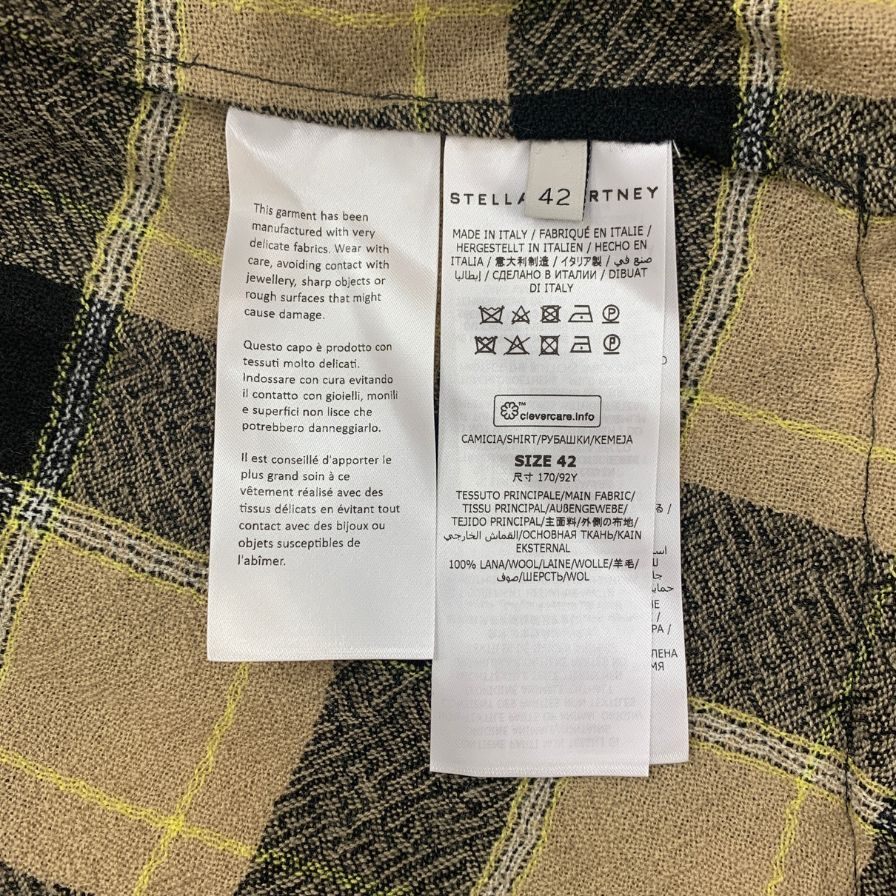 This garment has been
manufactured with very
delicate fabrics. Wear with
care, avoiding contact with
jewellery, sharp objects or
rough surfaces that might
cause damage.
Questo capo è prodotto con
tessuti molto delicati.
Indossare con cura evitando
il contatto con gioielli, monili
e superfici non lisce che
potrebbero danneggiarlo.
Il est conseillé d'apporter le
plus grand soin à ce
vêtement réalisé avec des
tissus délicats en évitant tout
contact avec des bijoux ou
objets susceptibles de
l'abîmer.
42
MADE IN ITALY / FABRIQUÉ EN ITALIE /
HERGESTELLT IN ITALIEN / HECHO EN
ITALIA / 意大利制造 / イタリア製 / صنع في
إيطاليا / СДЕЛАНО В ИТАЛИИ / DIBUAT
DI ITALY
™ clevercare.info
CAMICIA/SHIRT/РУБАШКИ/KEMEJA
SIZE 42
尺寸 170/92Y
TESSUTO PRINCIPALE/MAIN FABRIC/
TISSU PRINCIPAL/AUßENGEWEBE/
TEJIDO PRINCIPAL/主面料/外側の布地/
القماش الخارجي/ОСНОВНАЯ ТКАНЬ/KAIN
EKSTERNAL
100% LANA/WOOL/LAINE/WOLLE/羊毛/
صوف/ШЕРСТЬ/WOL